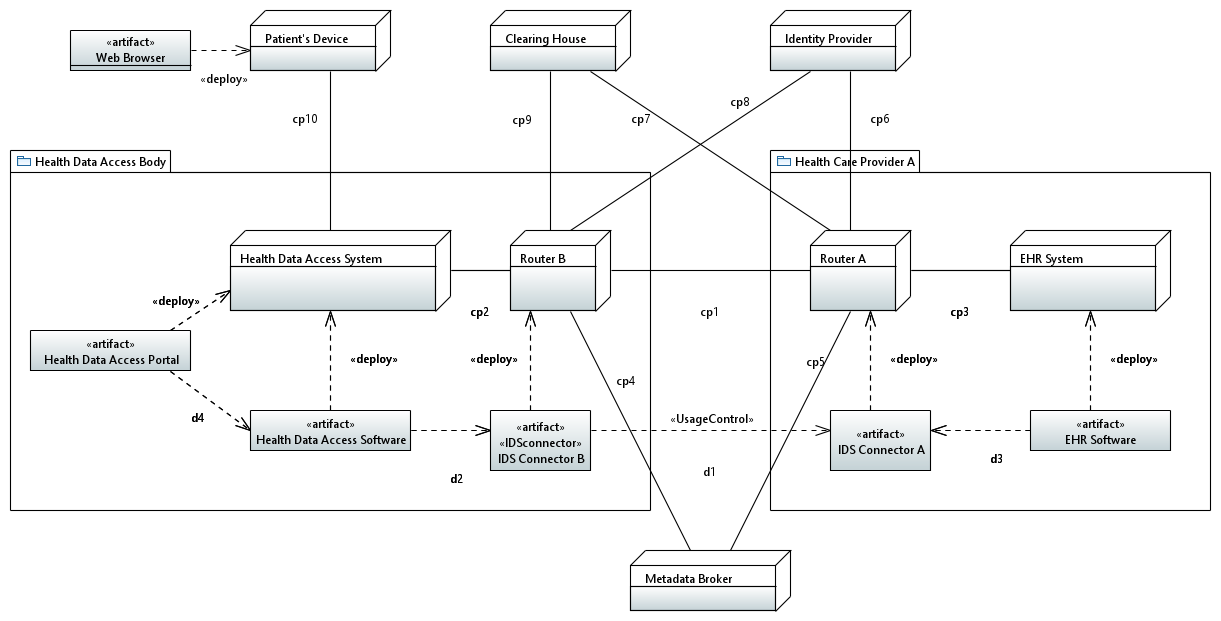 Patient's Device
Clearing House
Identity Provider
«artifact»
Web Browser
«deploy»
cp10
cp9
cp7
cp8
cp6
Health Data Access Body
Health Care Provider A
Health Data Access System
Router B
Router A
EHR System
«deploy»
cp2
cp1
cp3
«artifact»
Health Data Access Portal
«deploy»
«deploy»
«deploy»
«deploy»
cp4
cp5
d4
«artifact»
Health Data Access Software
«artifact»
«IDSconnector»
IDS Connector B
«UsageControl»
«artifact»
IDS Connector A
«artifact»
EHR Software
d2
d1
d3
Metadata Broker